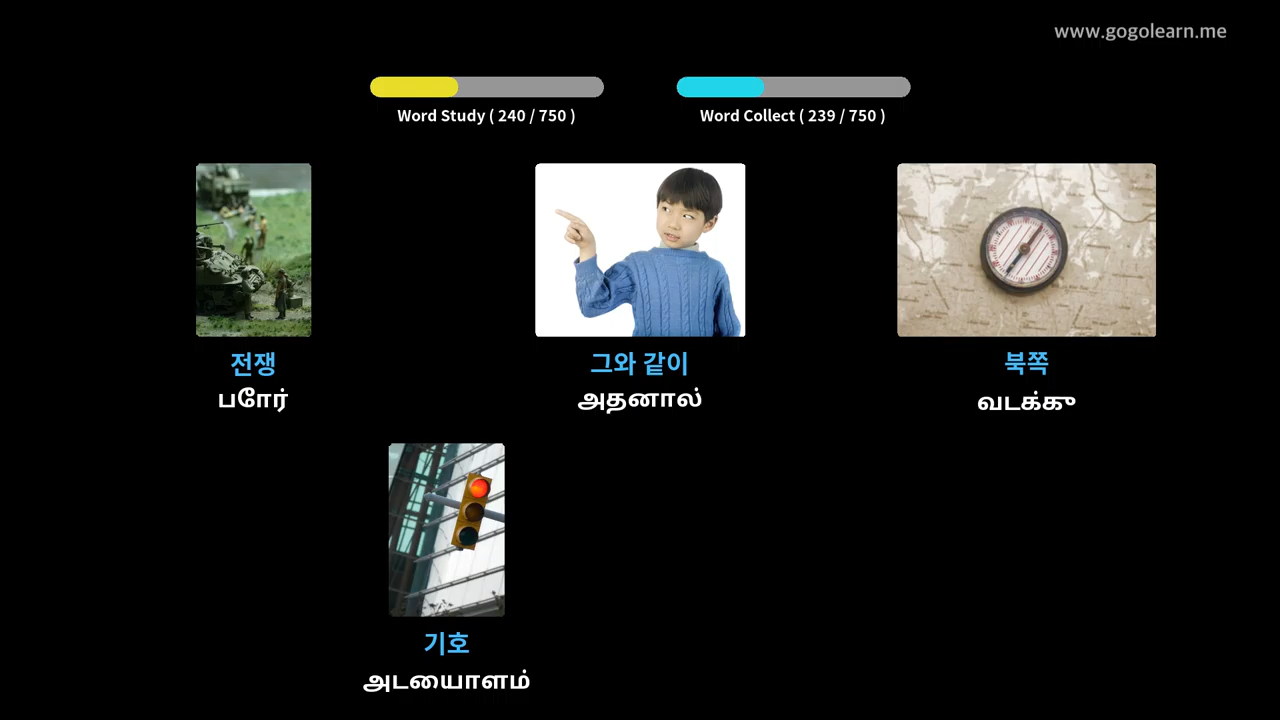 www.gogolearn.me
Word Study ( 240 / 750 )
Word Collect ( 239 / 750 )
전쟁
போர்
그와 같이
அதனால்
북쪽
வடக்கு
기호
அடையாளம்